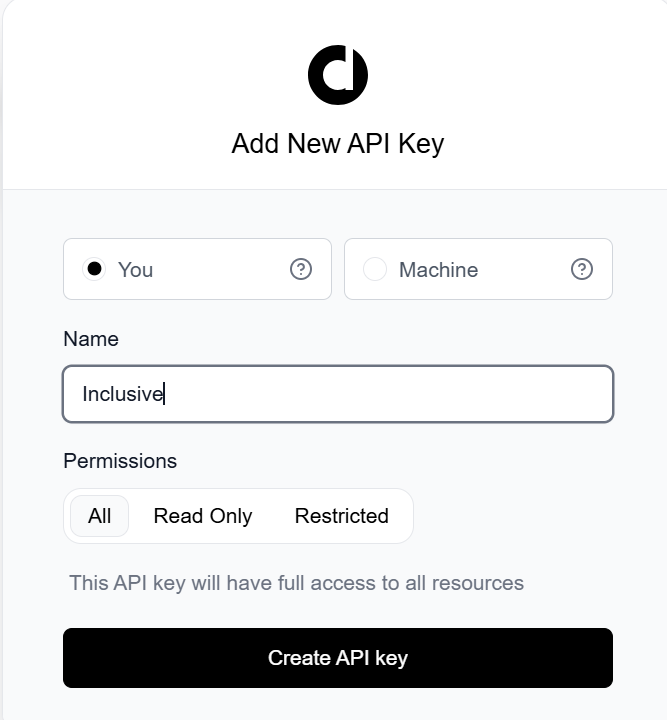 Add New API Key
You
Machine
Name
Inclusive
Permissions
All Read Only Restricted
This API key will have full access to all resources
Create API key